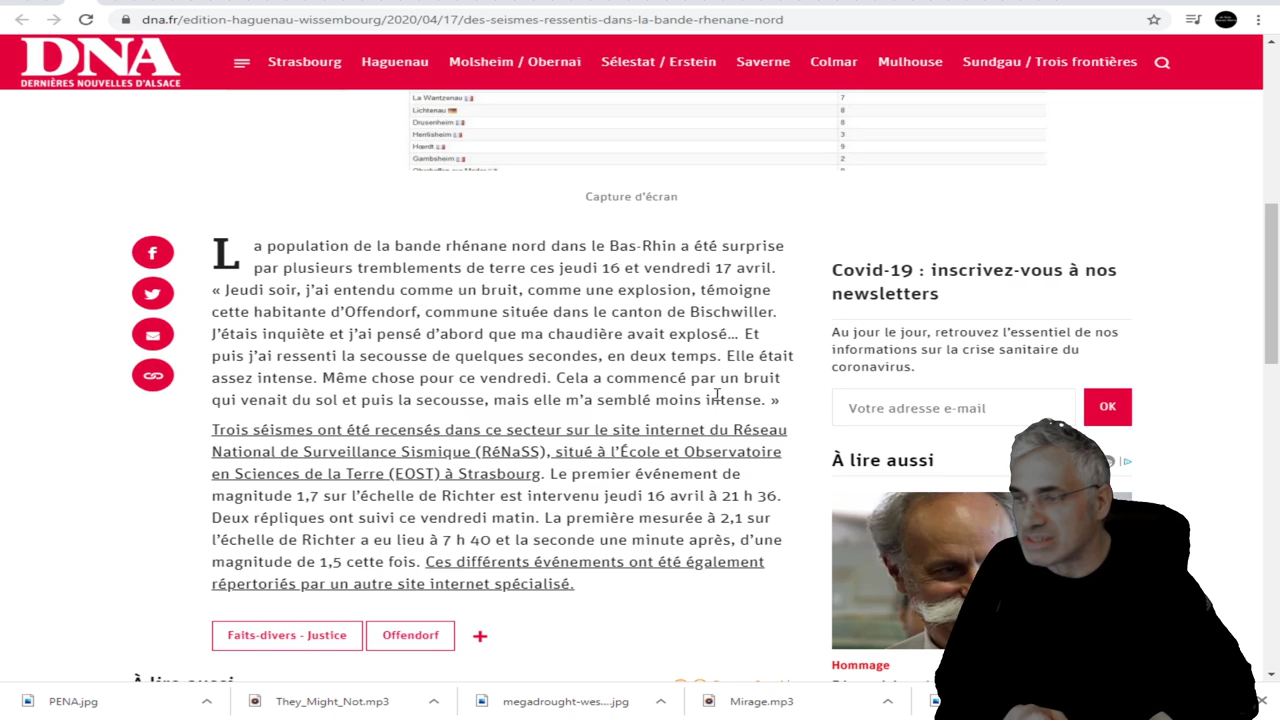 dna.fr/edition-haguenau-wissembourg/2020/04/17/des-seismes-ressentis-dans-la-bande-rhenane-nord
DNA
DERNIÈRES NOUVELLES D'ALSACE
Strasbourg Haguenau Molsheim / Obernai Sélestat / Erstein Saverne Colmar Mulhouse Sundgau / Trois frontières
La Wantzenau 7
Lichtenau 8
Drusenheim 8
Herrlisheim 3
Hœrdt 9
Gambsheim 2
Capture d'écran
La population de la bande rhénane nord dans le Bas-Rhin a été surprise
par plusieurs tremblements de terre ces jeudi 16 et vendredi 17 avril.
« Jeudi soir, j'ai entendu comme un bruit, comme une explosion, témoigne
cette habitante d'Offendorf, commune située dans le canton de Bischwiller.
J'étais inquiète et j'ai pensé d'abord que ma chaudière avait explosé… Et
puis j'ai ressenti la secousse de quelques secondes, en deux temps. Elle était
assez intense. Même chose pour ce vendredi. Cela a commencé par un bruit
qui venait du sol et puis la secousse, mais elle m'a semblé moins intense. »
Trois séismes ont été recensés dans ce secteur sur le site internet du Réseau
National de Surveillance Sismique (RéNaSS), situé à l'École et Observatoire
en Sciences de la Terre (EOST) à Strasbourg. Le premier événement de
magnitude 1,7 sur l'échelle de Richter est intervenu jeudi 16 avril à 21 h 36.
Deux répliques ont suivi ce vendredi matin. La première mesurée à 2,1 sur
l'échelle de Richter a eu lieu à 7 h 40 et la seconde une minute après, d'une
magnitude de 1,5 cette fois. Ces différents événements ont été également
répertoriés par un autre site internet spécialisé.
Faits-divers - Justice Offendorf +
À lire aussi
Covid-19 : inscrivez-vous à nos
newsletters
Au jour le jour, retrouvez l'essentiel de nos
informations sur la crise sanitaire du
coronavirus.
Votre adresse e-mail OK
À lire aussi
Hommage
PENA.jpg They_Might_Not.mp3 megadrought-wes....jpg Mirage.mp3